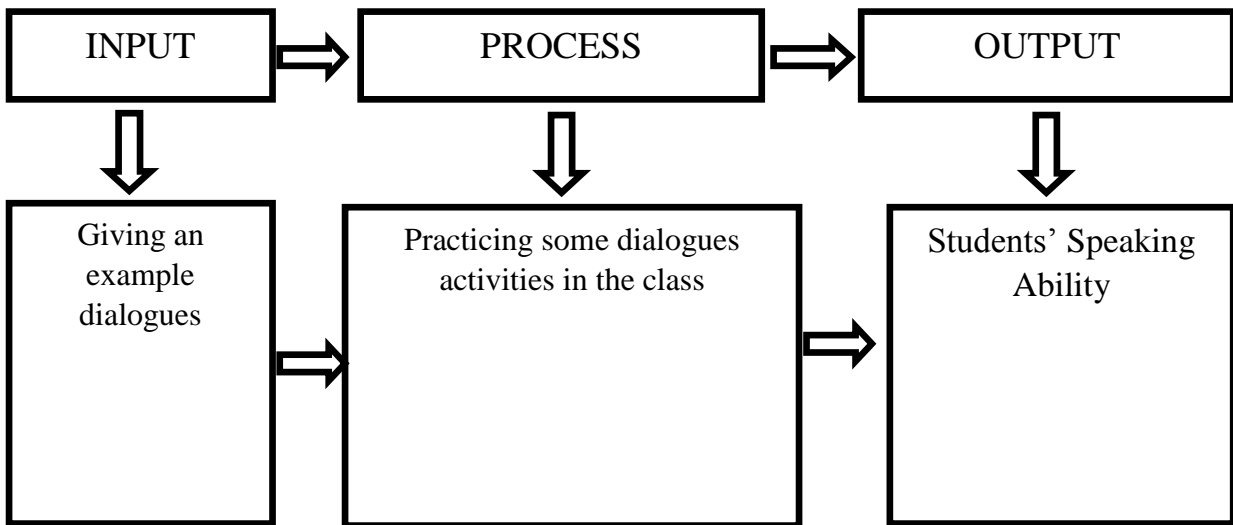 INPUT
PROCESS
OUTPUT
Giving an
example
dialogues
Practicing some dialogues
activities in the class
Students’ Speaking
Ability